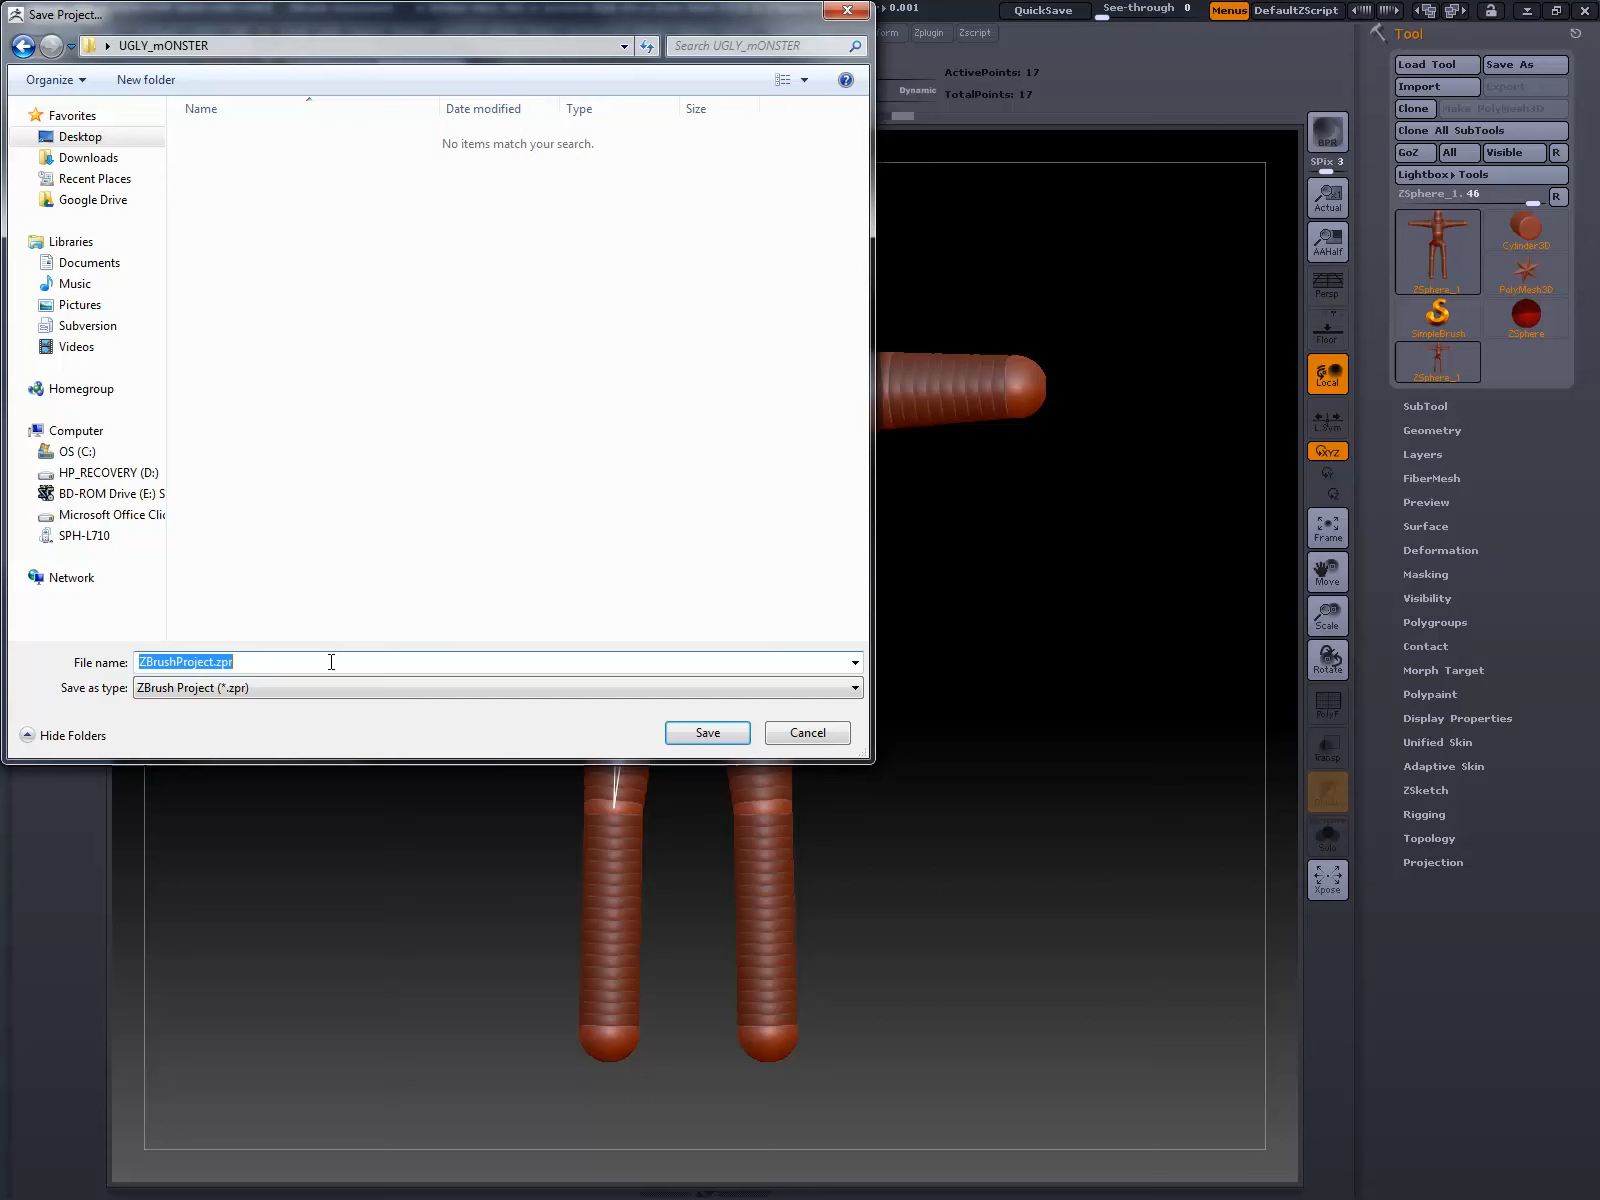 Save Project...
UGLY_mONSTER
Search UGLY_mONSTER
Organize
New folder
Name
Date modified
Type
Size
No items match your search.
Favorites
Desktop
Downloads
Recent Places
Google Drive
Libraries
Documents
Music
Pictures
Subversion
Videos
Homegroup
Computer
OS (C:)
HP_RECOVERY (D:)
BD-ROM Drive (E:) S
Microsoft Office Clic
SPH-L710
Network
File name: ZBrushProject.zpr
Save as type: ZBrush Project (*.zpr)
Hide Folders
Save
Cancel
0.001
QuickSave
See-through 0
Menus
DefaultZScript
Zplugin
Zscript
ActivePoints: 17
Dynamic
TotalPoints: 17
BPR
SPix 3
Actual
AAHalf
Persp
Floor
Local
L.Sym
XYZ
Frame
Move
Scale
Rotate
PolyF
Transp
Solo
Xpose
Tool
Load Tool
Save As
Import
Export
Clone
Make PolyMesh3D
Clone All SubTools
GoZ
All
Visible
R
Lightbox▸Tools
ZSphere_1. 46
R
ZSphere_1
Cylinder3D
PolyMesh3D
SimpleBrush
ZSphere
ZSphere_1
SubTool
Geometry
Layers
FiberMesh
Preview
Surface
Deformation
Masking
Visibility
Polygroups
Contact
Morph Target
Polypaint
Display Properties
Unified Skin
Adaptive Skin
ZSketch
Rigging
Topology
Projection